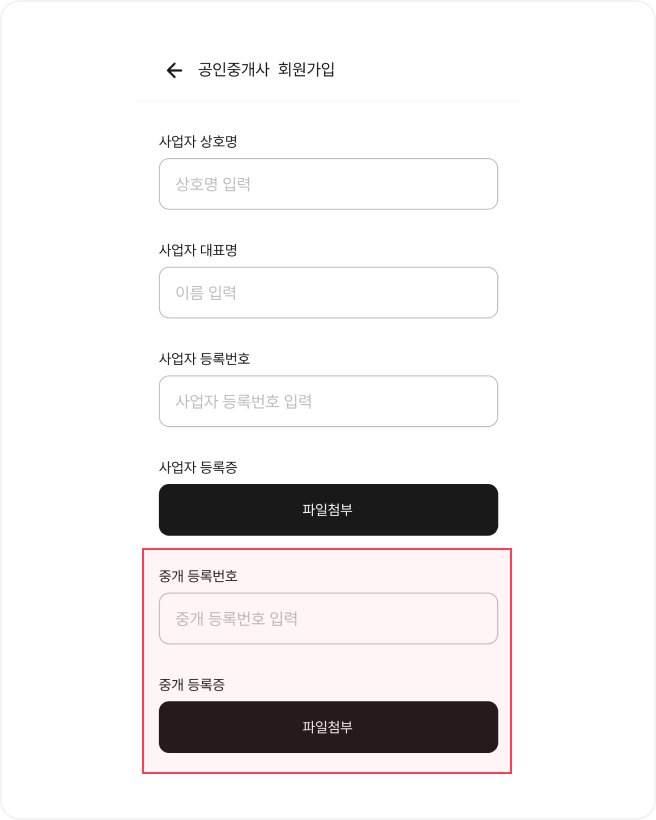 공인중개사 회원가입
사업자 상호명
상호명 입력
사업자 대표명
이름 입력
사업자 등록번호
사업자 등록번호 입력
사업자 등록증
파일첨부
중개 등록번호
중개 등록번호 입력
중개 등록증
파일첨부